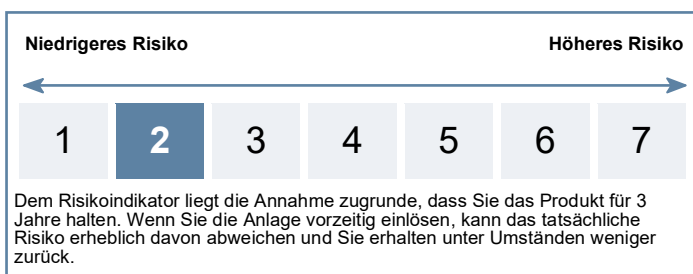 Niedrigeres Risiko Höheres Risiko
1 2 3 4 5 6 7
Dem Risikoindikator liegt die Annahme zugrunde, dass Sie das Produkt für 3
Jahre halten. Wenn Sie die Anlage vorzeitig einlösen, kann das tatsächliche
Risiko erheblich davon abweichen und Sie erhalten unter Umständen weniger
zurück.